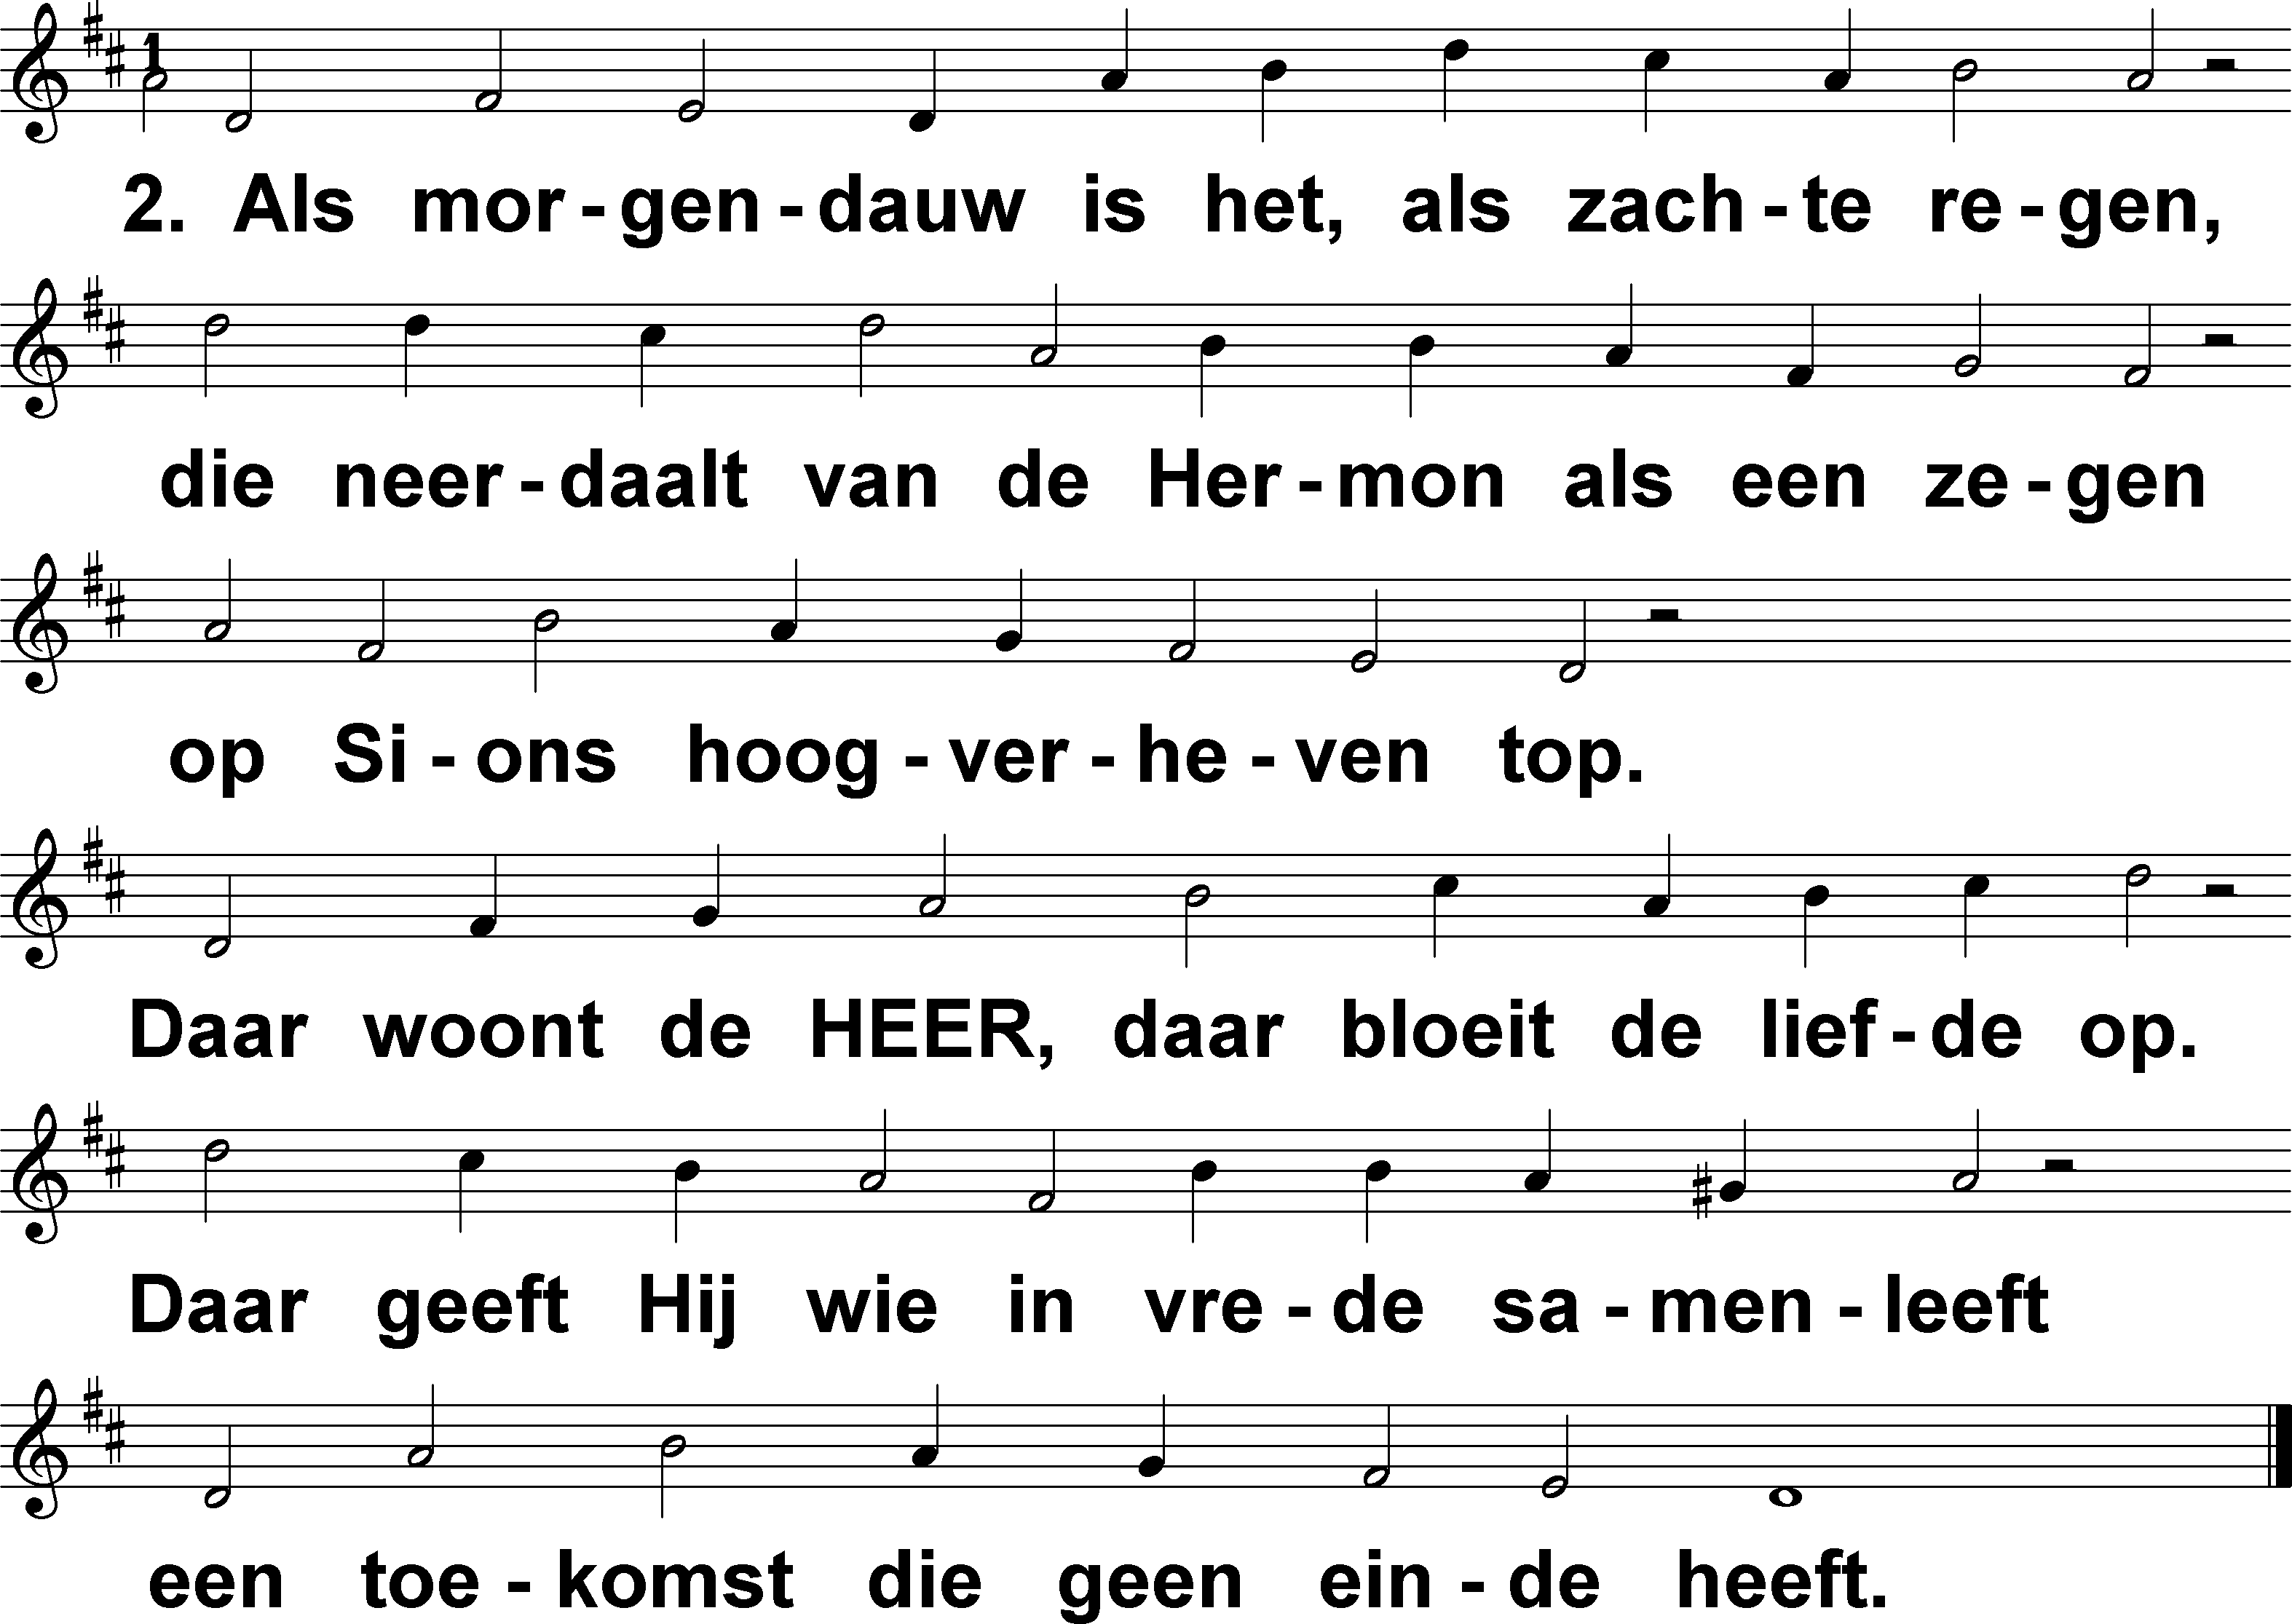 1
2. Als mor-gen-dauw is het, als zach-te re-gen,
die neer-daalt van de Her-mon als een ze-gen
op Si-ons hoog-ver-he-ven top.
Daar woont de HEER, daar bloeit de lief-de op.
Daar geeft Hij wie in vre-de sa-men-leeft
een toe-komst die geen ein-de heeft.